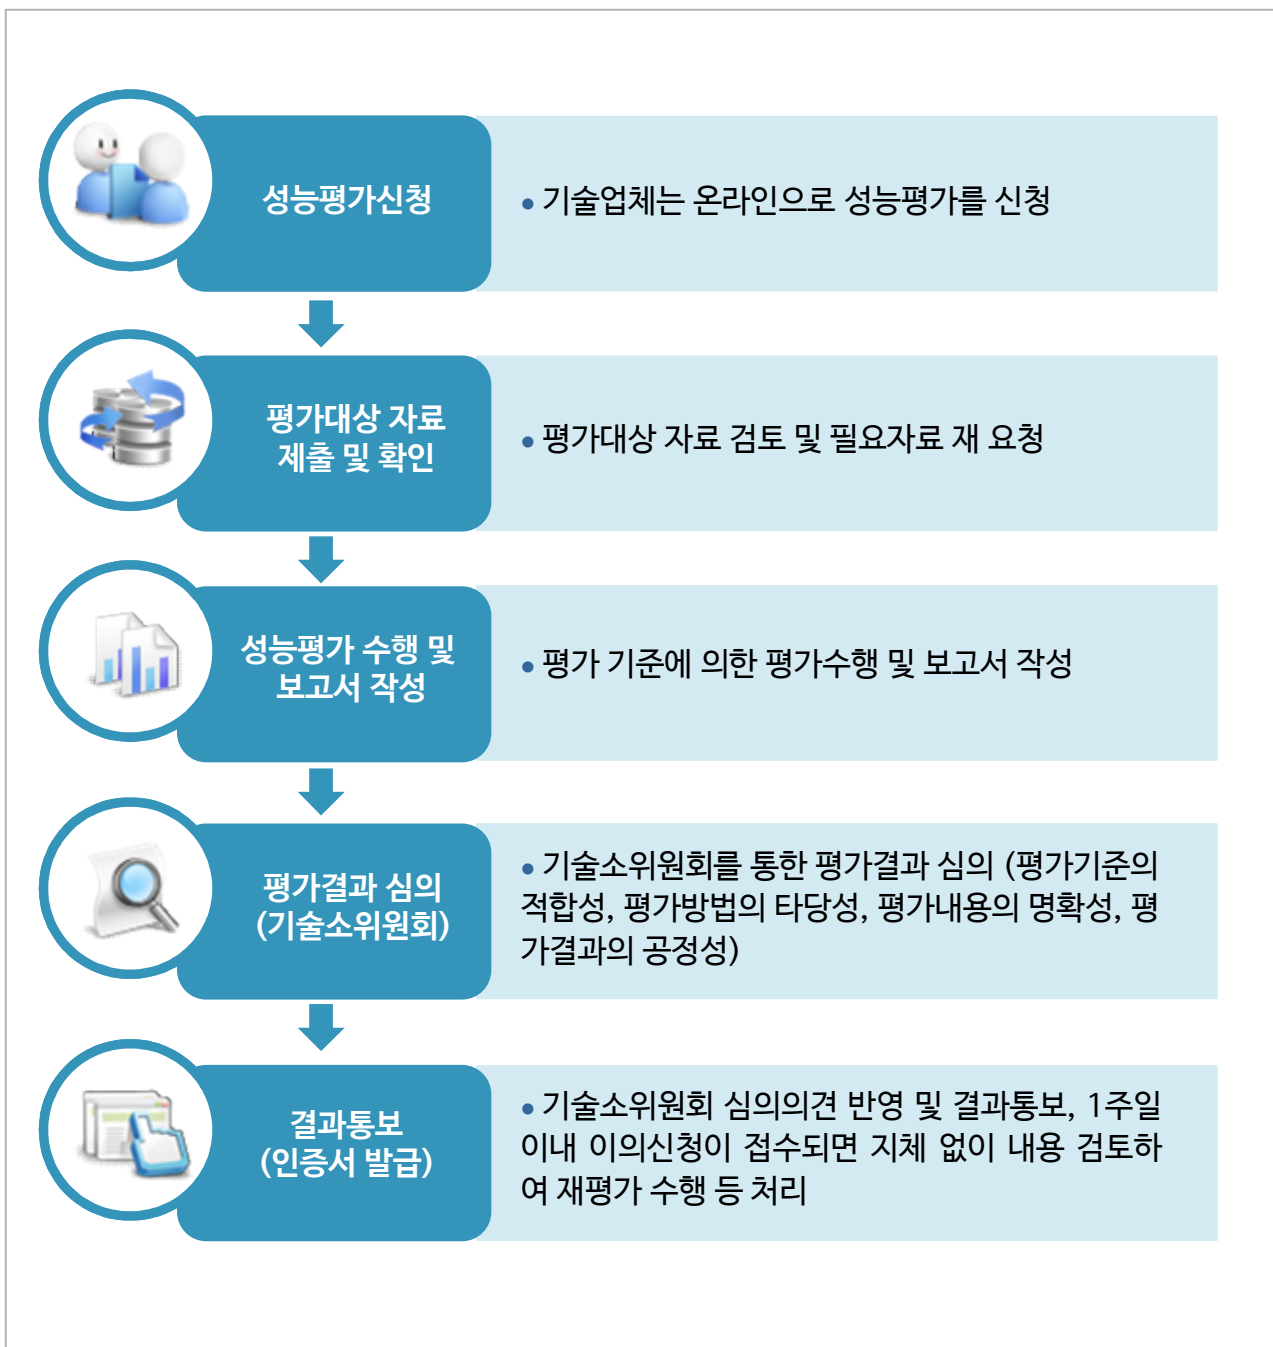 성능평가신청
• 기술업체는 온라인으로 성능평가를 신청
평가대상 자료
제출 및 확인
• 평가대상 자료 검토 및 필요자료 재 요청
성능평가 수행 및
보고서 작성
• 평가 기준에 의한 평가수행 및 보고서 작성
평가결과 심의
(기술소위원회)
• 기술소위원회를 통한 평가결과 심의 (평가기준의
적합성, 평가방법의 타당성, 평가내용의 명확성, 평
가결과의 공정성)
결과통보
(인증서 발급)
• 기술소위원회 심의의견 반영 및 결과통보, 1주일
이내 이의신청이 접수되면 지체 없이 내용 검토하
여 재평가 수행 등 처리